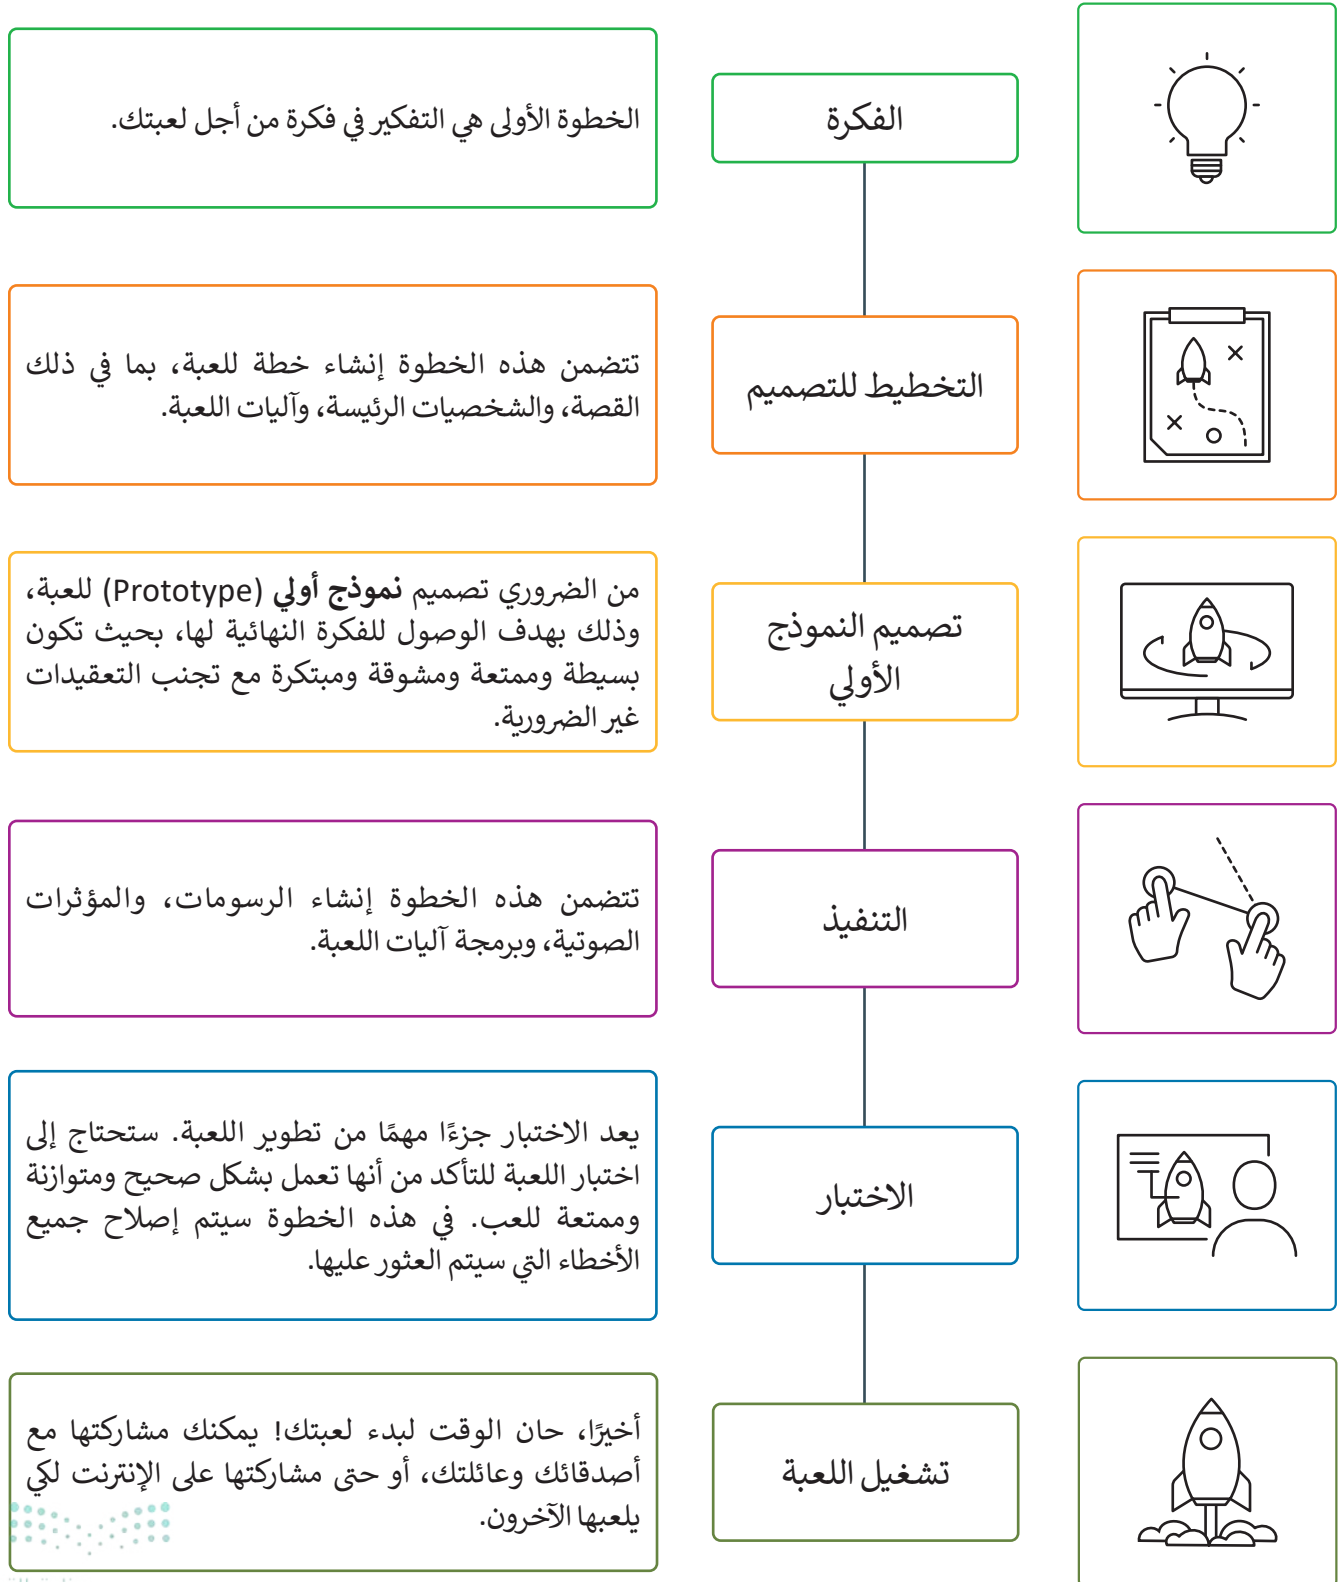 الفكرة
الخطوة الأولى هي التفكير في فكرة من أجل لعبتك.
التخطيط للتصميم
تتضمن هذه الخطوة إنشاء خطة للعبة، بما في ذلك
القصة، والشخصيات الرئيسة، وآليات اللعبة.
تصميم النموذج
الأولي
من الضروري تصميم نموذج أولي (Prototype) للعبة،
وذلك بهدف الوصول للفكرة النهائية لها، بحيث تكون
بسيطة وممتعة ومشوقة ومبتكرة مع تجنب التعقيدات
غير الضرورية.
التنفيذ
تتضمن هذه الخطوة إنشاء الرسومات، والمؤثرات
الصوتية، وبرمجة آليات اللعبة.
الاختبار
يعد الاختبار جزءًا مهمًا من تطوير اللعبة. ستحتاج إلى
اختبار اللعبة للتأكد من أنها تعمل بشكل صحيح ومتوازنة
وممتعة للعب. في هذه الخطوة سيتم إصلاح جميع
الأخطاء التي سيتم العثور عليها.
تشغيل اللعبة
أخيرًا، حان الوقت لبدء لعبتك! يمكنك مشاركتها مع
أصدقائك وعائلتك، أو حتى مشاركتها على الإنترنت لكي
يلعبها الآخرون.